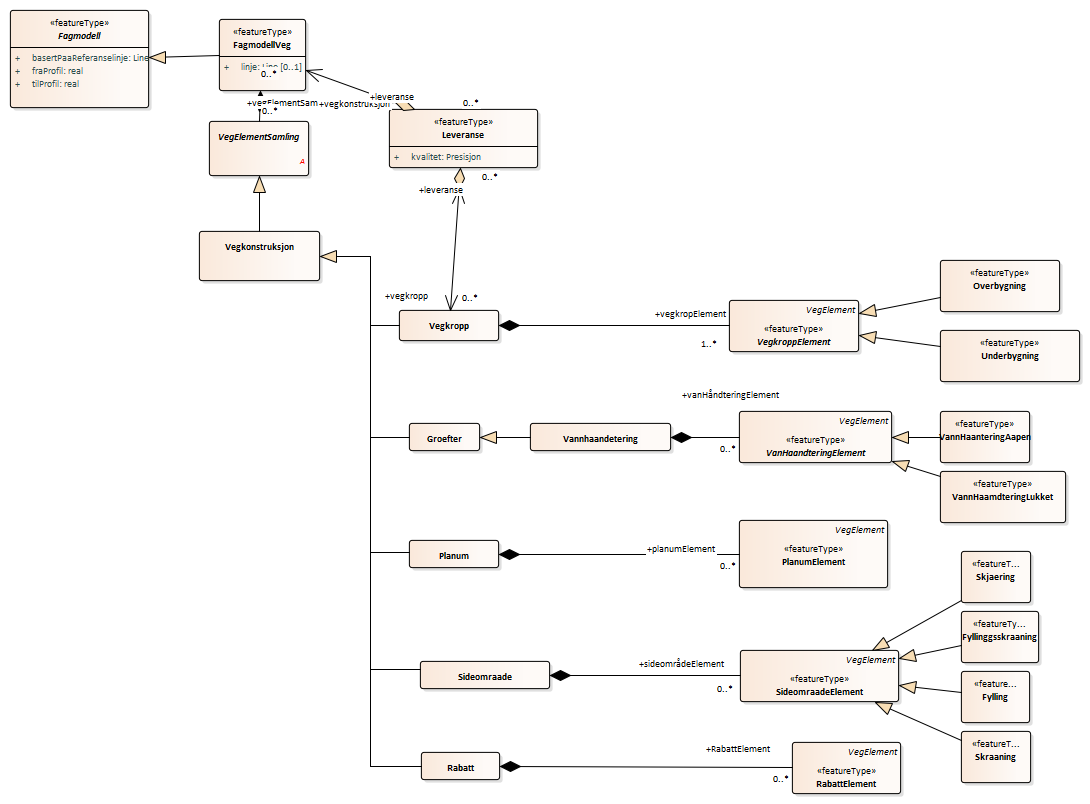 «featureType»
Fagmodell
+ basertPaaReferanselinje: Line
+ fraProfil: real
+ tilProfil: real
«featureType»
FagmodellVeg
+ linje: Line [0..1]
0..*
+vegElementSam
+vegkonstruksjon
0..*
+leveranse
0..*
«featureType»
Leveranse
+ kvalitet: Presisjon
VegElementSamling
A
0..*
+leveranse
Vegkonstruksjon
+vegkropp
0..*
Vegkropp
+vegkropElement
1..*
VegElement
«featureType»
VegkroppElement
«featureType»
Overbygning
«featureType»
Underbygning
Groefter
Vannhaandetering
+vanHåndteringElement
0..*
VegElement
«featureType»
VanHaandteringElement
«featureType»
VannHaanteringAapen
«featureType»
VannHaamdteringLukket
Planum
+planumElement
0..*
VegElement
«featureType»
PlanumElement
Sideomraade
+sideområdeElement
0..*
VegElement
«featureType»
SideomraadeElement
«featureT...
Skjaering
«featureTy...
Fyllinggsskraaning
«feature...
Fylling
«featureT...
Skraaning
Rabatt
+RabattElement
0..*
VegElement
«featureType»
RabattElement